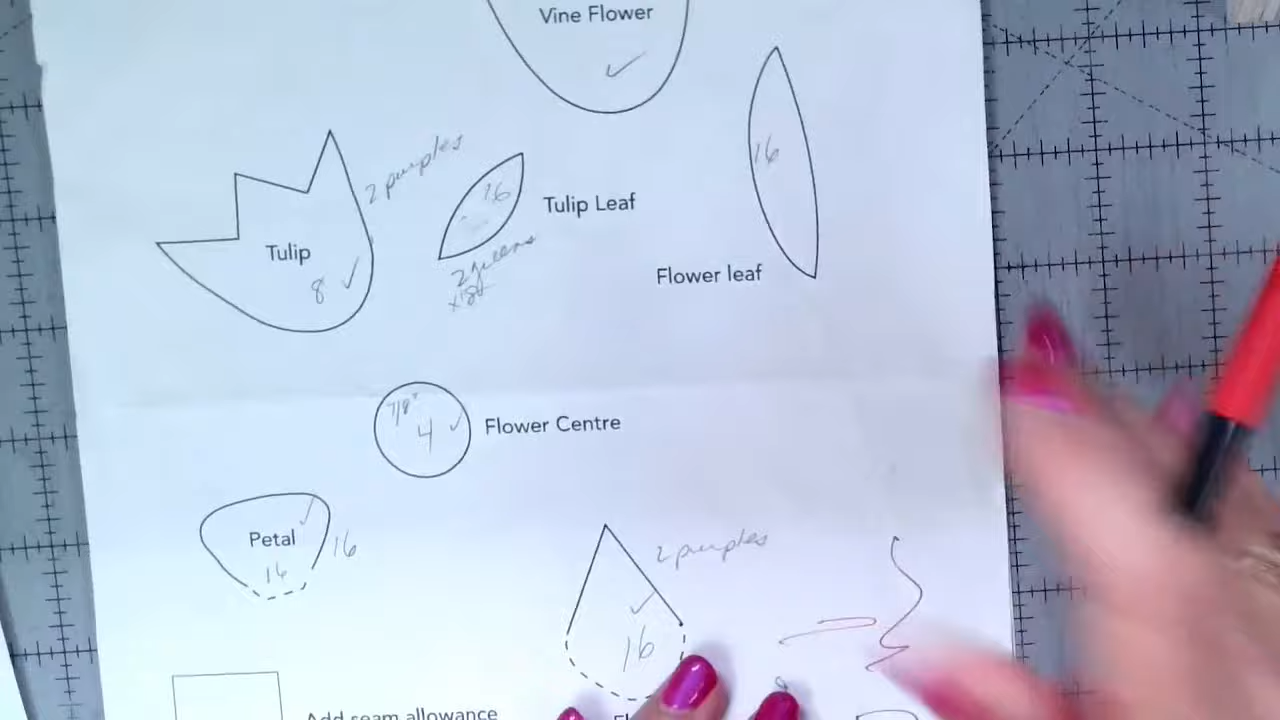 Vine Flower
2 purples
16
16
Tulip Leaf
Tulip
8
2 greens
Flower leaf
7/8"
4
Flower Centre
Petal
16
16
2 purples
16
Add seam allowance